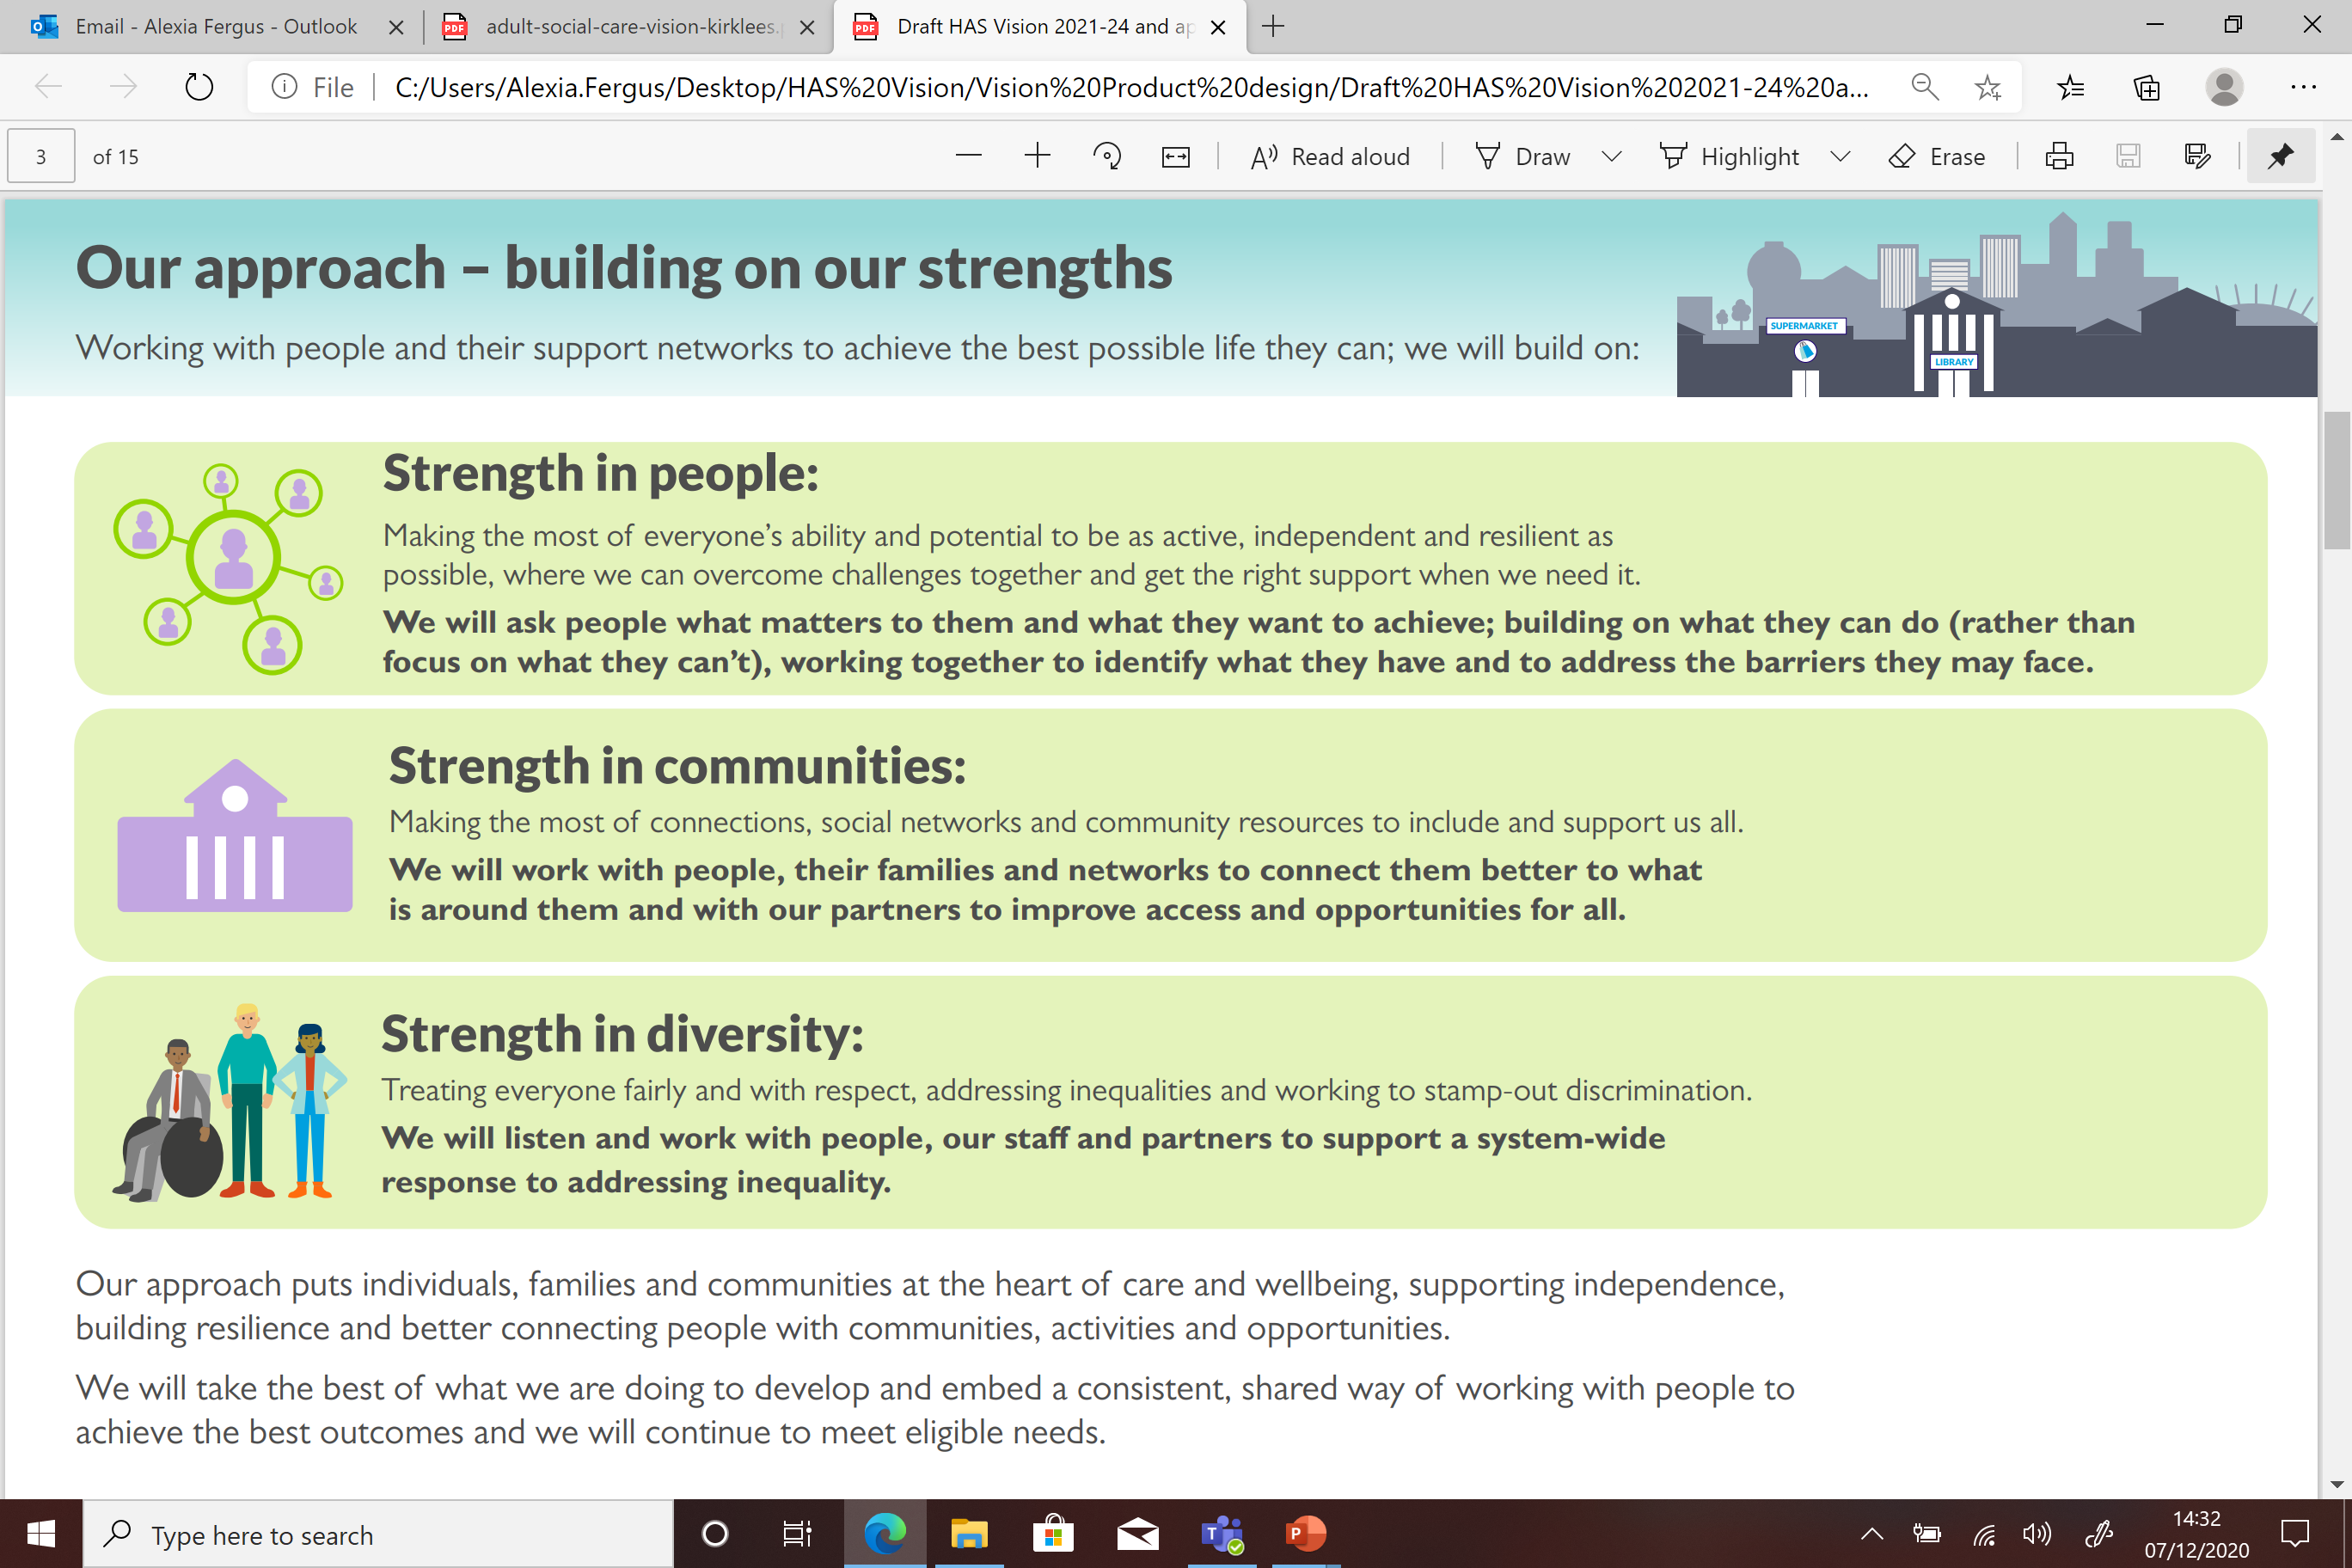 Email - Alexia Fergus - Outlook
adult-social-care-vision-kirklees.p
Draft HAS Vision 2021-24 and ap
File
C:/Users/Alexia.Fergus/Desktop/HAS%20Vision/Vision%20Product%20design/Draft%20HAS%20Vision%202021-24%20a...
3 of 15
Read aloud
Draw
Highlight
Erase
Our approach – building on our strengths
Working with people and their support networks to achieve the best possible life they can; we will build on:
SUPERMARKET
LIBRARY
Strength in people:
Making the most of everyone’s ability and potential to be as active, independent and resilient as
possible, where we can overcome challenges together and get the right support when we need it.
We will ask people what matters to them and what they want to achieve; building on what they can do (rather than
focus on what they can’t), working together to identify what they have and to address the barriers they may face.
Strength in communities:
Making the most of connections, social networks and community resources to include and support us all.
We will work with people, their families and networks to connect them better to what
is around them and with our partners to improve access and opportunities for all.
Strength in diversity:
Treating everyone fairly and with respect, addressing inequalities and working to stamp-out discrimination.
We will listen and work with people, our staff and partners to support a system-wide
response to addressing inequality.
Our approach puts individuals, families and communities at the heart of care and wellbeing, supporting independence,
building resilience and better connecting people with communities, activities and opportunities.
We will take the best of what we are doing to develop and embed a consistent, shared way of working with people to
achieve the best outcomes and we will continue to meet eligible needs.
Type here to search
14:32
07/12/2020